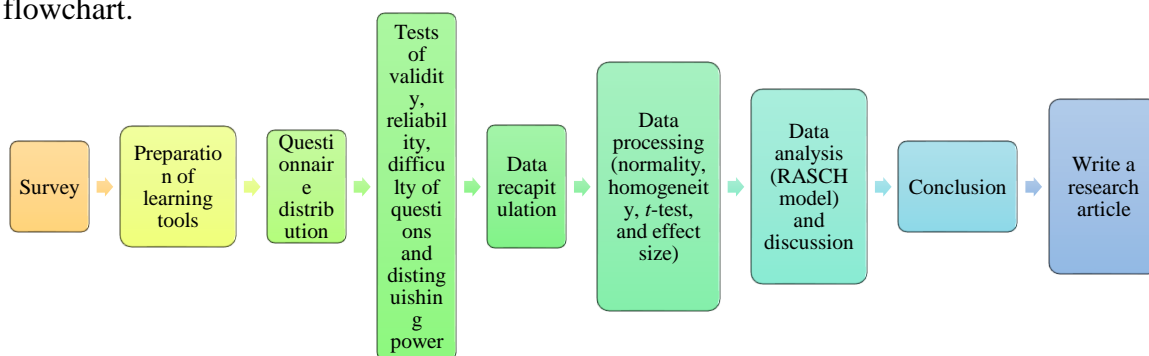 flowchart.
Survey
Preparatio
n of
learning
tools
Questi
onnair
e
distrib
ution
Tests
of
validit
y,
reliabil
ity,
difficu
lty of
questi
ons
and
disting
uishin
g
power
Data
recapit
ulation
Data
processing
(normality,
homogeneit
y, t-test,
and effect
size)
Data
analysis
(RASCH
model) and
discussion
Conclusion
Write a
research
article